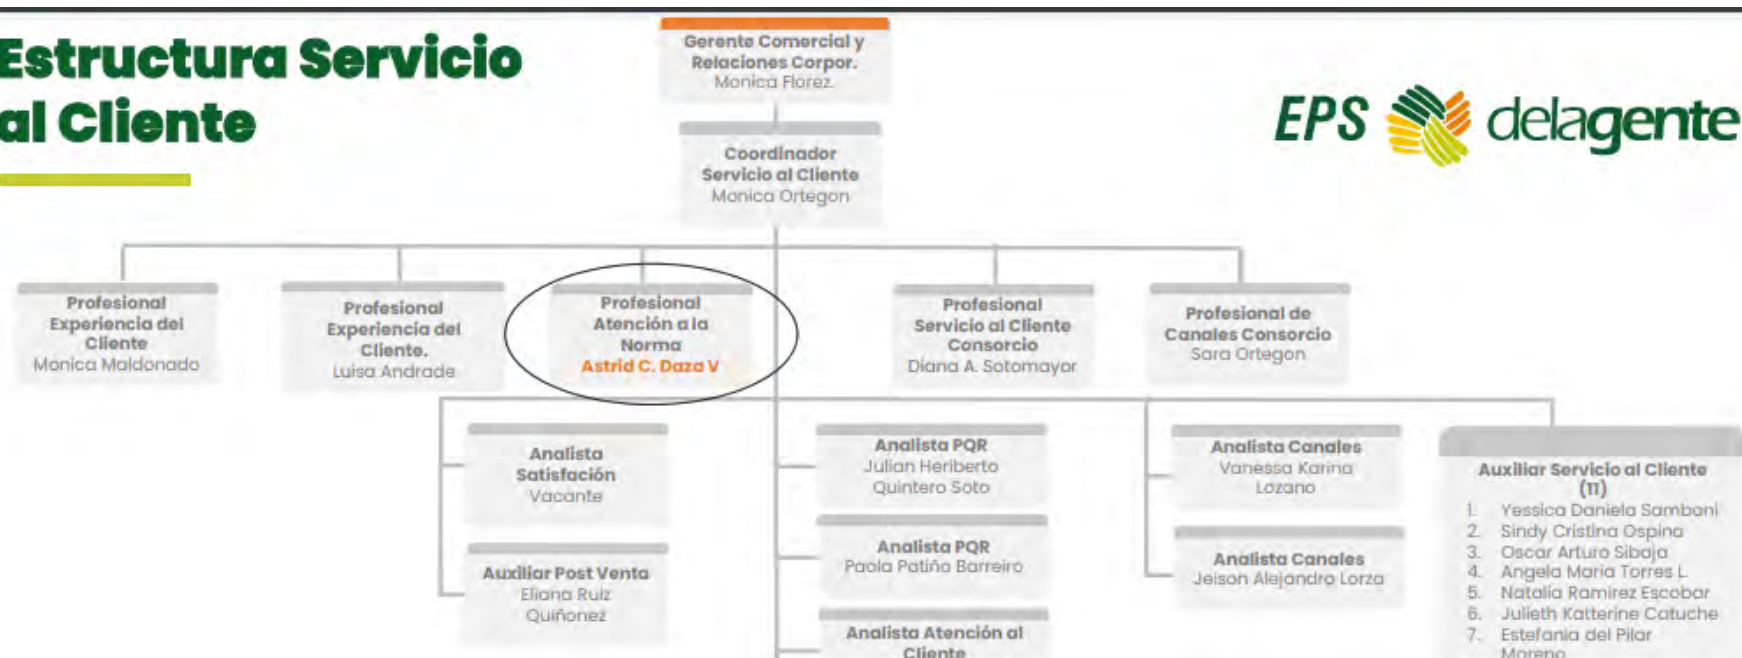 Estructura Servicio
al Cliente
Gerente Comercial y
Relaciones Corpor.
Monica Florez
EPS delagente
Coordinador
Servicio al Cliente
Monica Ortegon
Profesional
Experiencia del
Cliente
Monica Maldonado
Profesional
Experiencia del
Cliente.
Luisa Andrade
Profesional
Atención a la
Norma
Astrid C. Daza V
Profesional
Servicio al Cliente
Consorcio
Diana A. Sotomayor
Profesional de
Canales Consorcio
Sara Ortegon
Analista
Satisfación
Vacante
Auxiliar Post Venta
Eliana Ruiz
Quiñonez
Analista PQR
Julian Heriberto
Quintero Soto
Analista PQR
Paola Patiño Barreiro
Analista Atención al
Cliente
Analista Canales
Vanessa Karina
Lozano
Analista Canales
Jeison Alejandro Lorza
Auxiliar Servicio al Cliente
(11)
1. Yessica Daniela Samboni
2. Sindy Cristina Ospina
3. Oscar Arturo Sibaja
4. Angela Maria Torres L
5. Natalia Ramirez Escobar
6. Julieth Katterine Catuche
7. Estefania del Pilar
Moreno